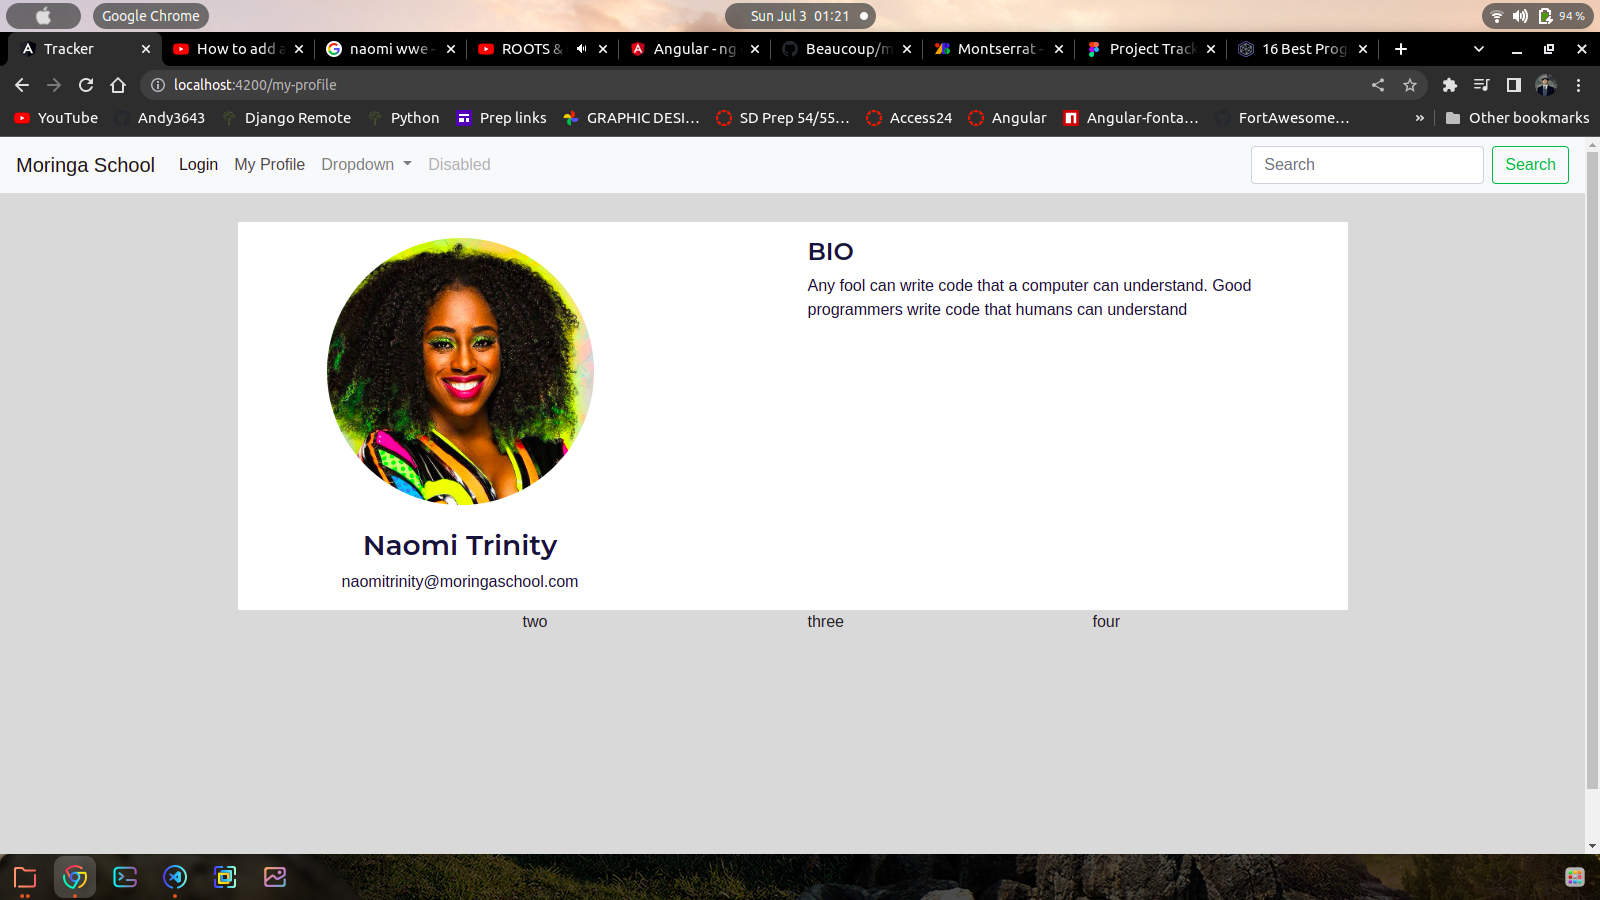 Google Chrome
Sun Jul 3 01:21
94 %
Tracker
How to add a
naomi wwe -
ROOTS &
Angular - ng
Beaucoup/m
Montserrat -
Project Track
16 Best Prog
localhost:4200/my-profile
YouTube
Andy3643
Django Remote
Python
Prep links
GRAPHIC DESI...
SD Prep 54/55...
Access24
Angular
Angular-fonta...
FortAwesome...
»
Other bookmarks
Moringa School
Login
My Profile
Dropdown
Disabled
Search
Search
BIO
Any fool can write code that a computer can understand. Good
programmers write code that humans can understand
Naomi Trinity
naomitrinity@moringaschool.com
two
three
four